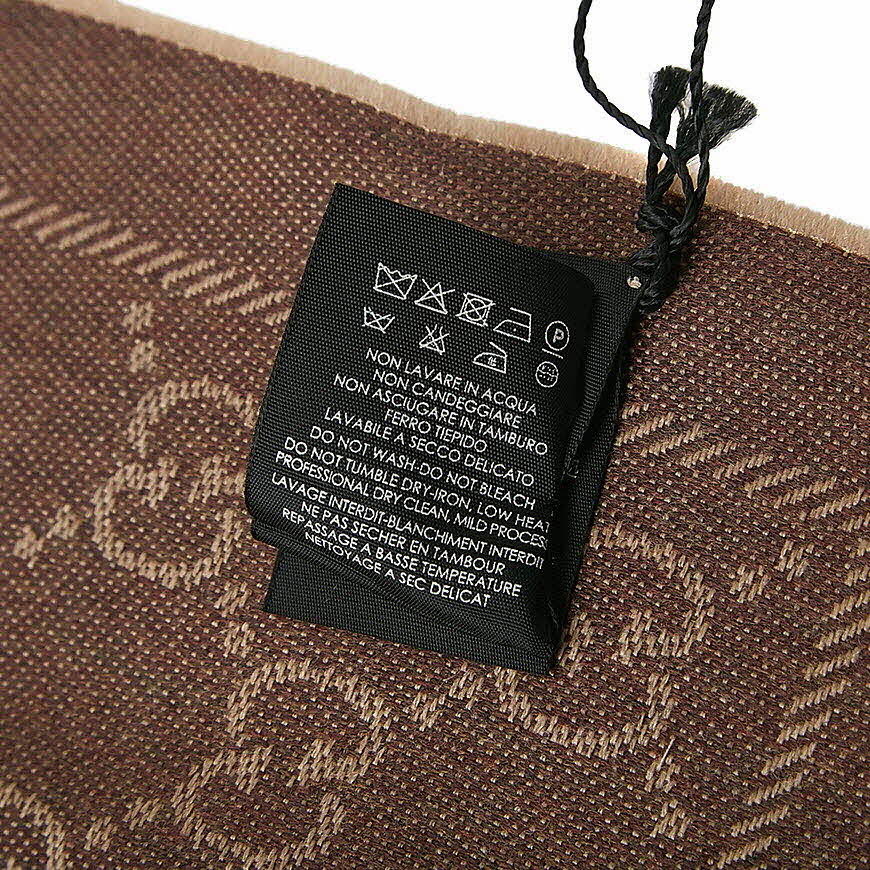 P
NON LAVARE IN ACQUA
NON CANDEGGIARE
NON ASCIUGARE IN TAMBURO
FERRO TIEPIDO
LAVABILE A SECCO DELICATO
DO NOT WASH-DO NOT BLEACH
DO NOT TUMBLE DRY-IRON, LOW HEAT
PROFESSIONAL DRY CLEAN, MILD PROCESS
LAVAGE INTERDIT-BLANCHIMENT INTERDIT
NE PAS SECHER EN TAMBOUR
REPASSAGE A BASSE TEMPERATURE
NETTOYAGE A SEC DELICAT